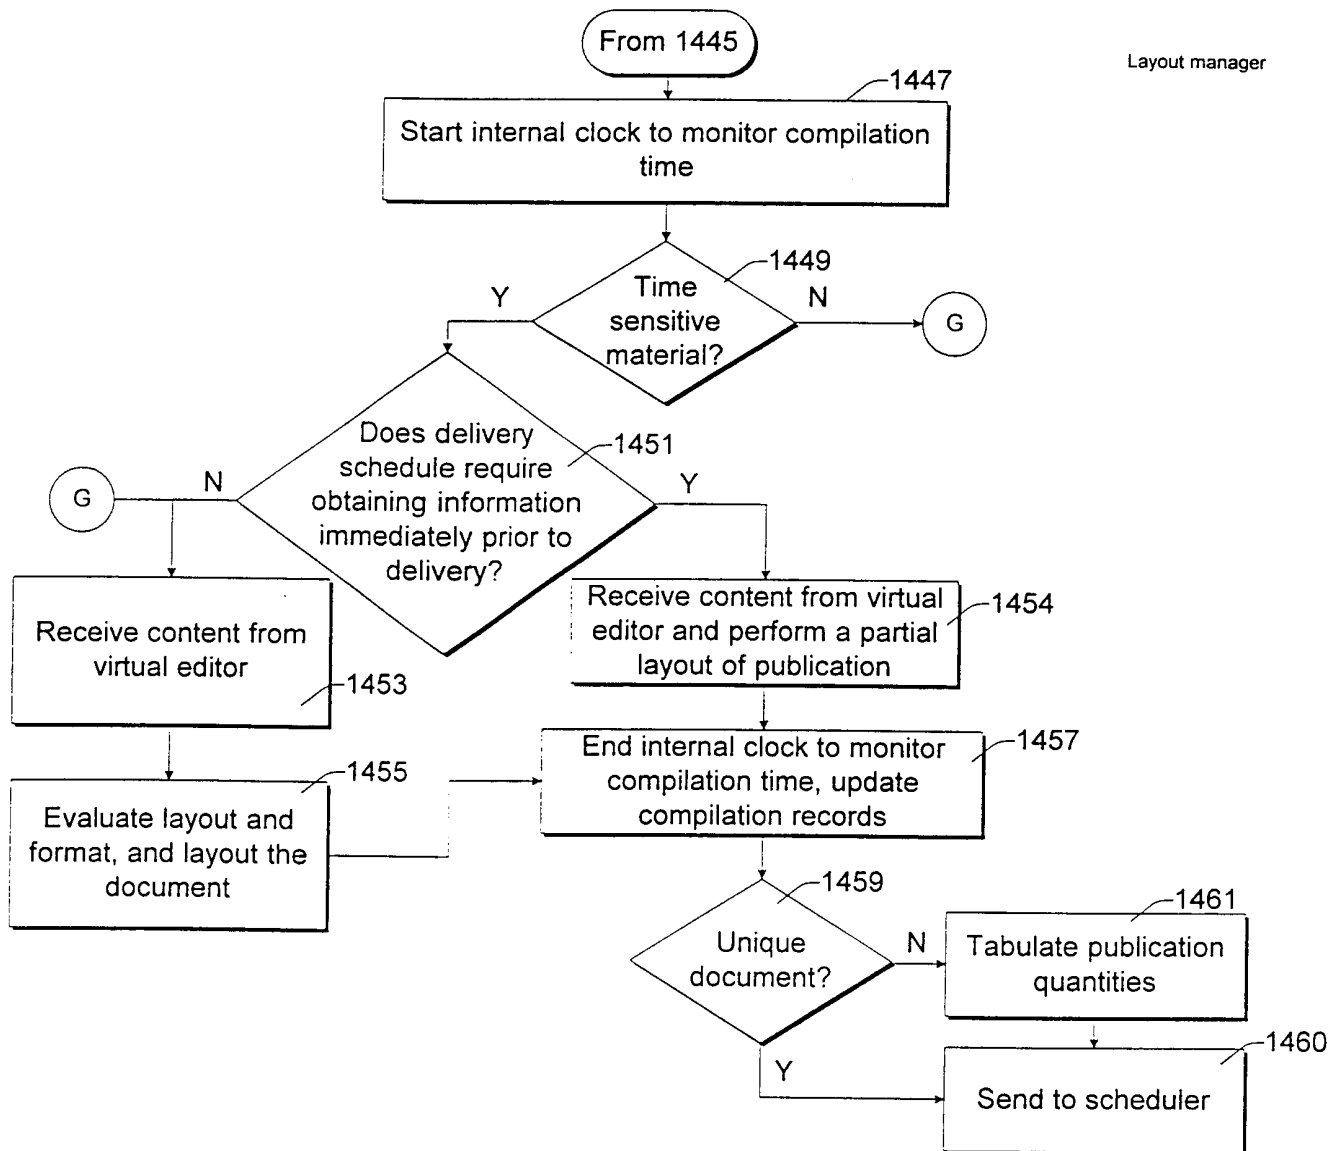 From 1445
Layout manager
1447
Start internal clock to monitor compilation
time
1449
Time
sensitive
material?
Y
N
G
Does delivery
schedule require
obtaining information
immediately prior to
delivery?
1451
G
N
Y
Receive content from
virtual editor
1453
Receive content from virtual
editor and perform a partial
layout of publication
1454
End internal clock to monitor
compilation time, update
compilation records
1457
1455
Evaluate layout and
format, and layout the
document
1459
Unique
document?
N
Y
1461
Tabulate publication
quantities
1460
Send to scheduler